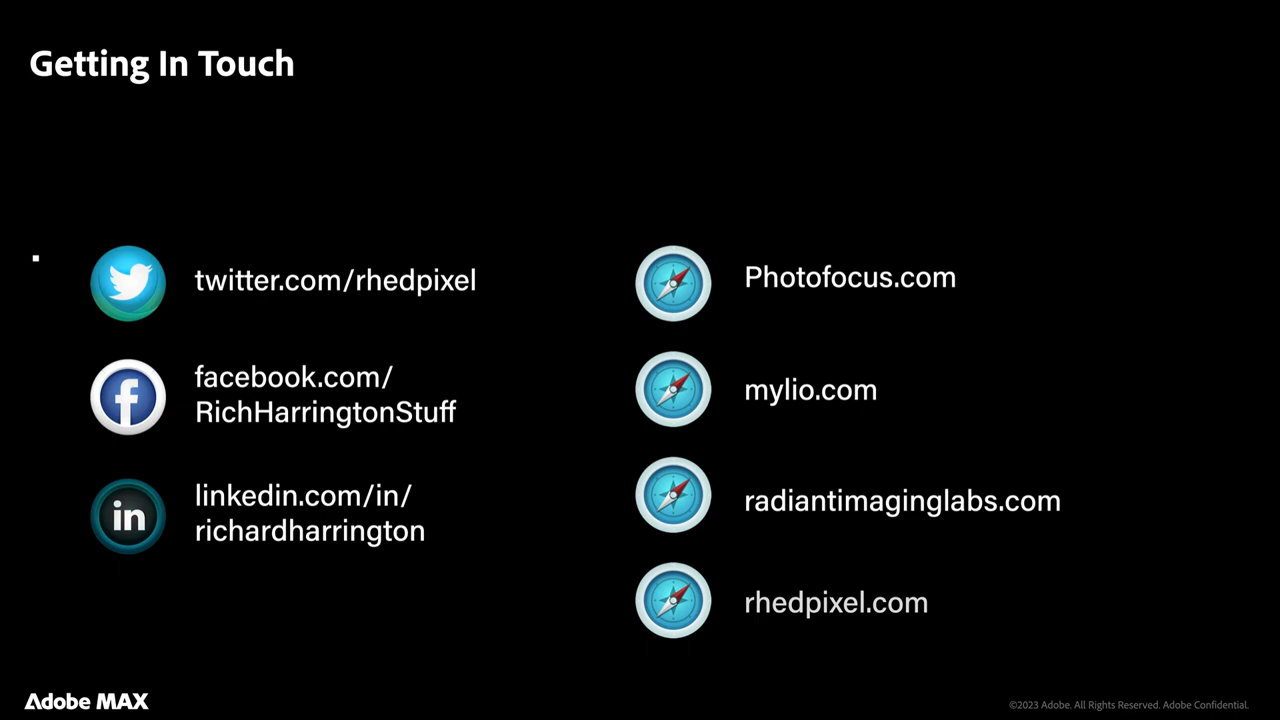 Getting In Touch
twitter.com/rhedpixel
facebook.com/
RichHarringtonStuff
linkedin.com/in/
richardharrington
Photofocus.com
mylio.com
radiantimaginglabs.com
rhedpixel.com
Adobe MAX
©2023 Adobe. All Rights Reserved. Adobe Confidential.